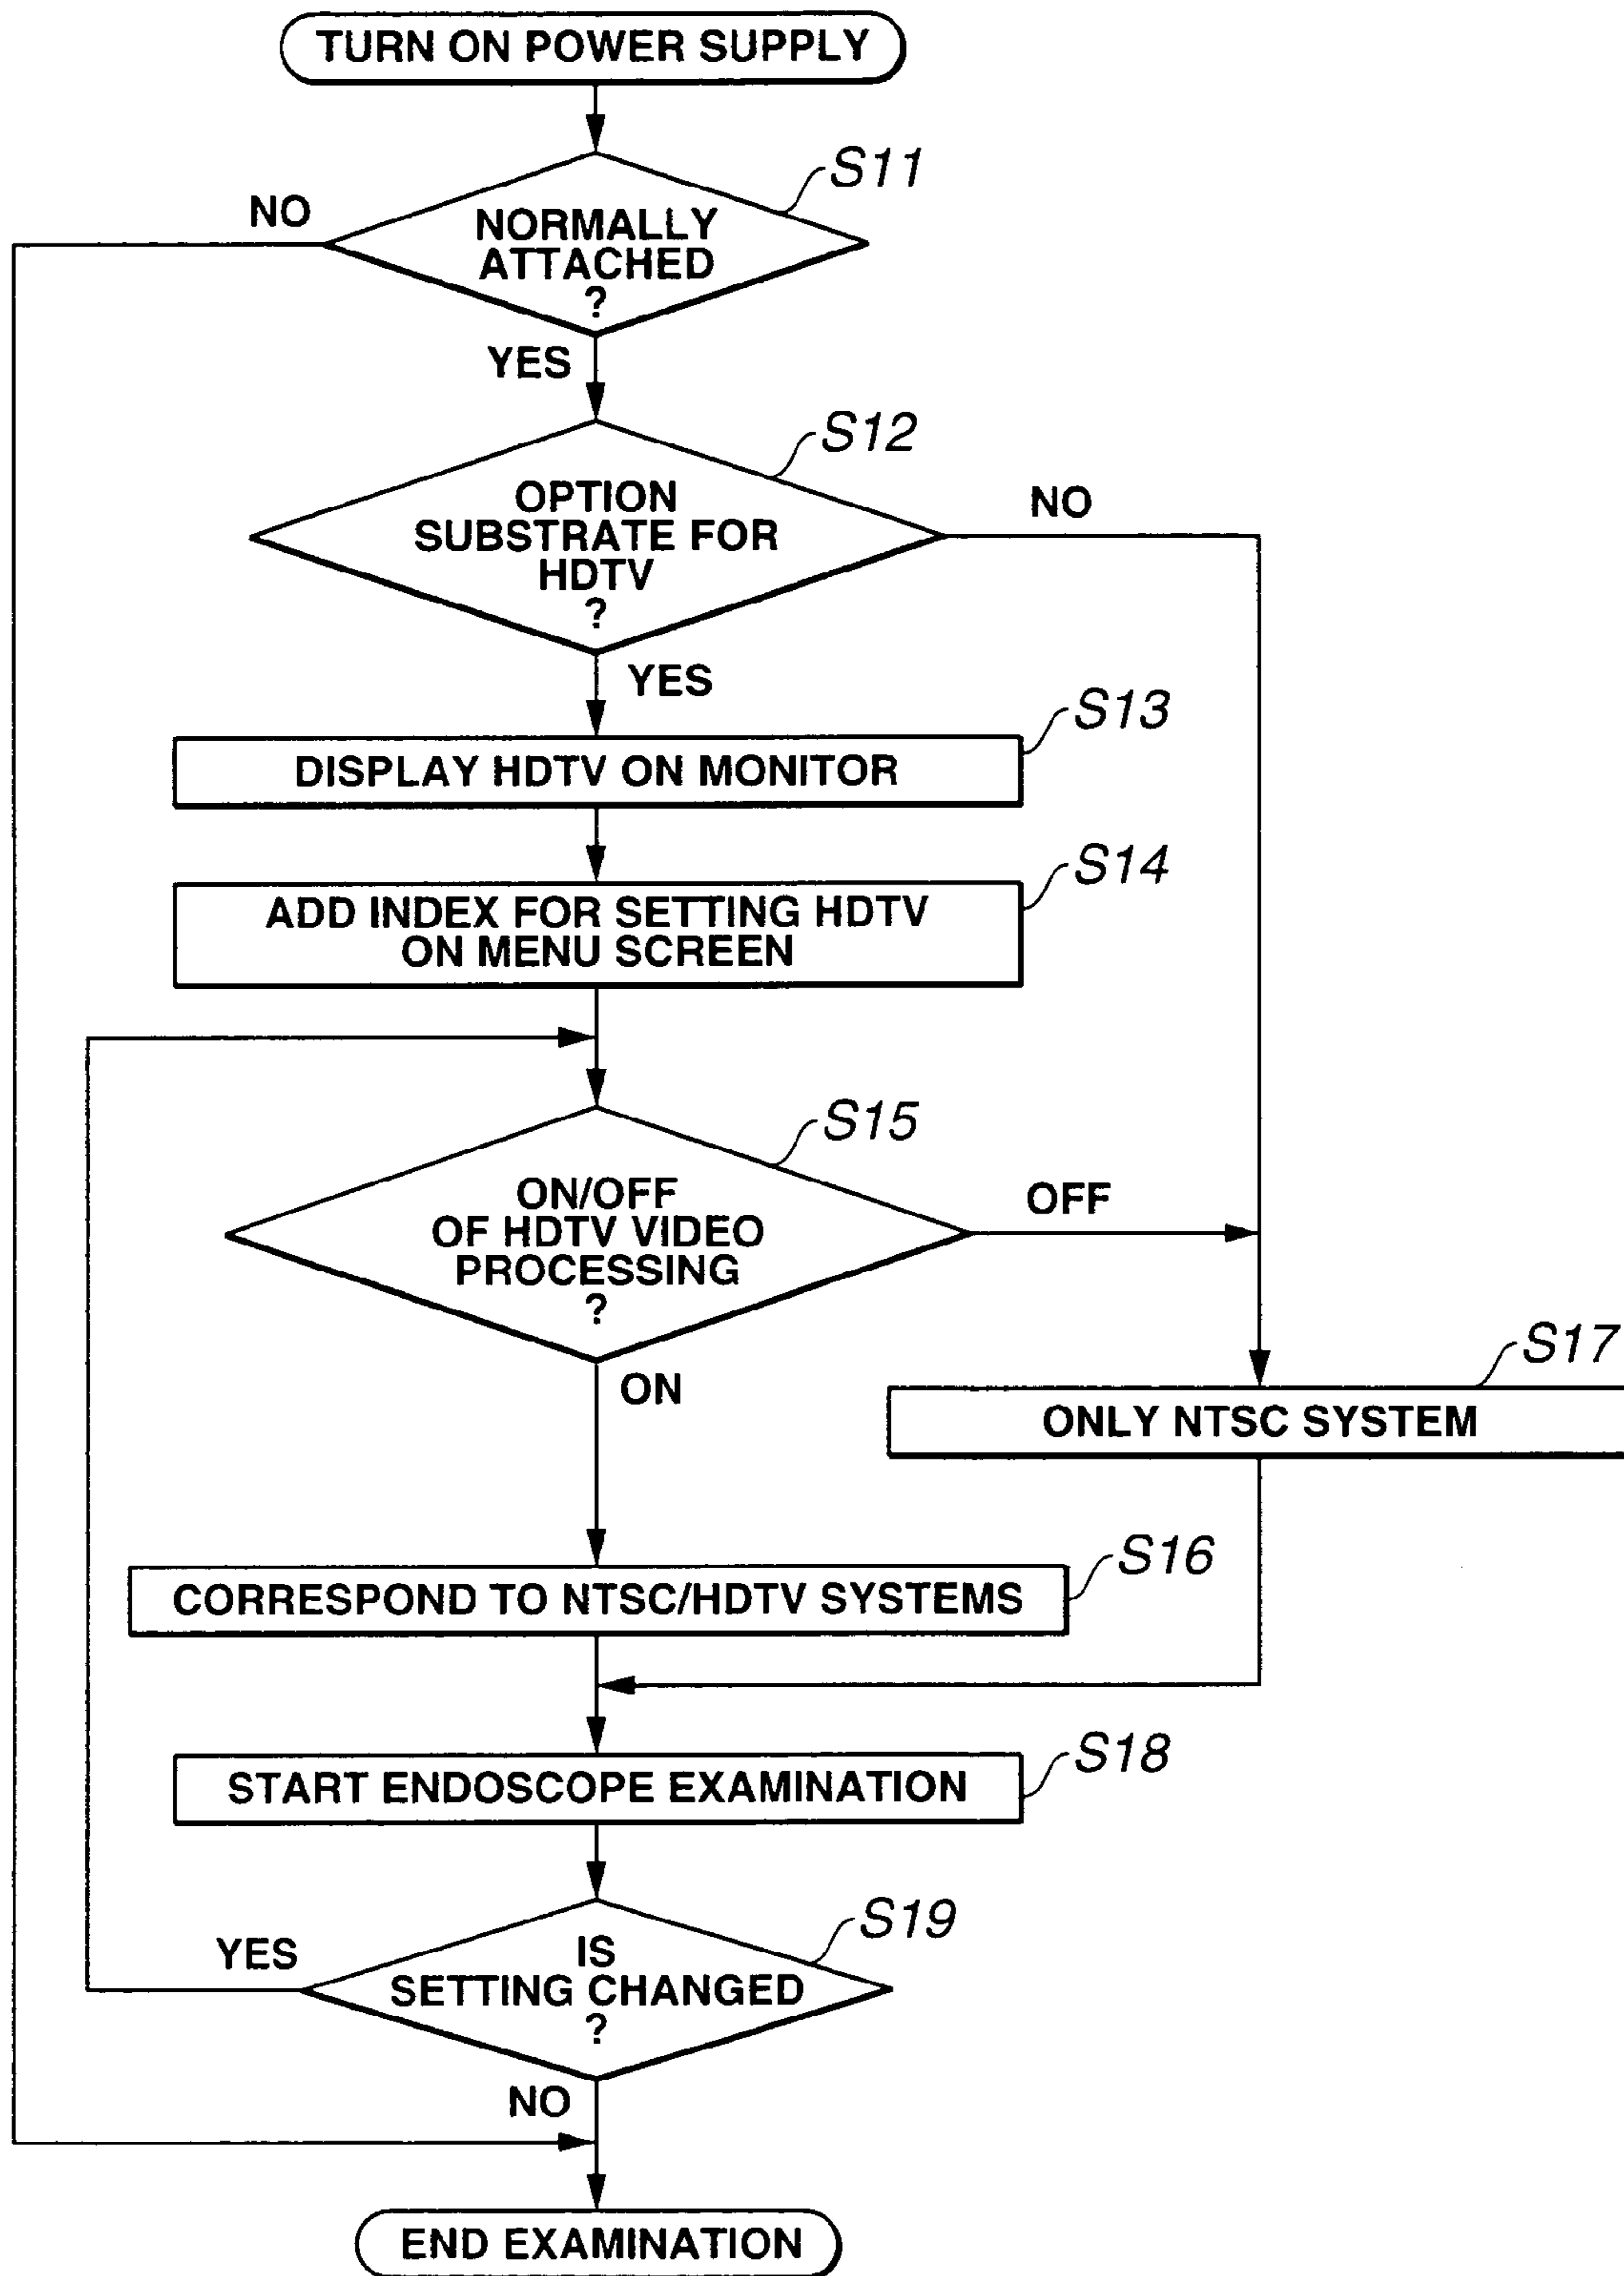 TURN ON POWER SUPPLY
S11
NO
NORMALLY
ATTACHED
?
YES
S12
OPTION
SUBSTRATE FOR
HDTV
?
NO
YES
S13
DISPLAY HDTV ON MONITOR
S14
ADD INDEX FOR SETTING HDTV
ON MENU SCREEN
S15
ON/OFF
OF HDTV VIDEO
PROCESSING
?
OFF
ON
S17
ONLY NTSC SYSTEM
S16
CORRESPOND TO NTSC/HDTV SYSTEMS
S18
START ENDOSCOPE EXAMINATION
S19
YES
IS
SETTING CHANGED
?
NO
END EXAMINATION